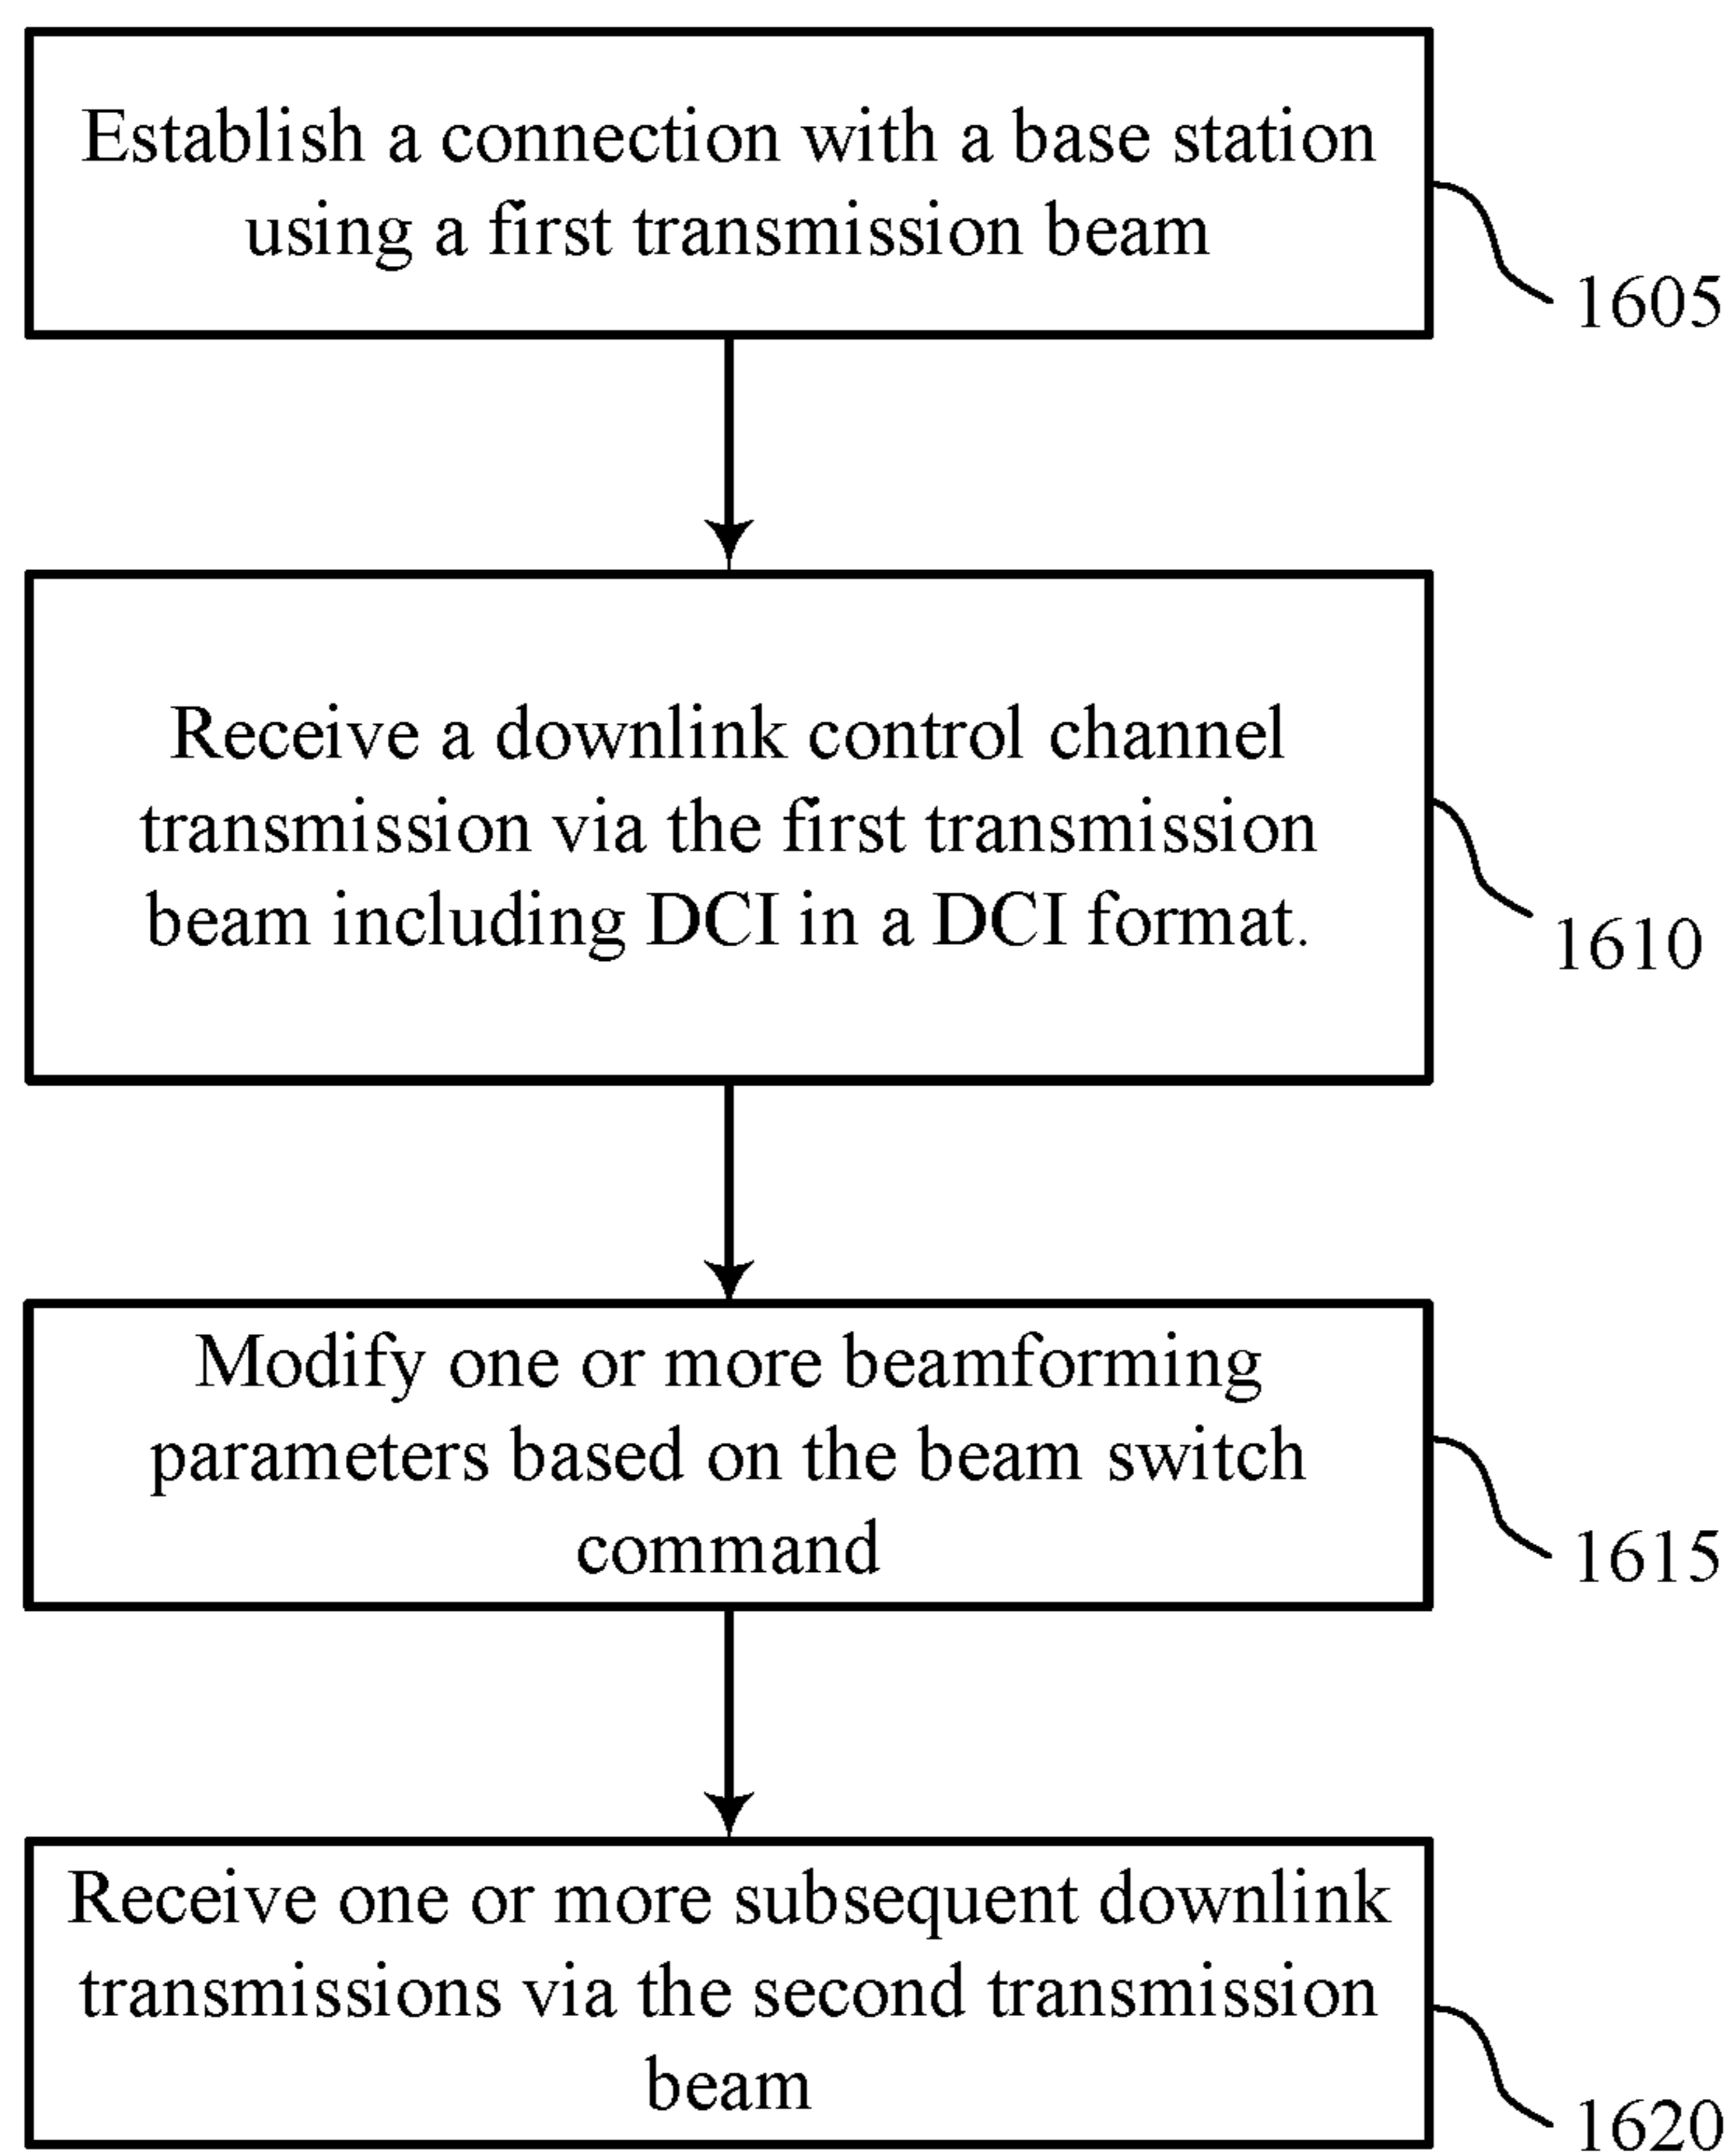 Establish a connection with a base station
using a first transmission beam
1605
Receive a downlink control channel
transmission via the first transmission
beam including DCI in a DCI format.
1610
Modify one or more beamforming
parameters based on the beam switch
command
1615
Receive one or more subsequent downlink
transmissions via the second transmission
beam
1620